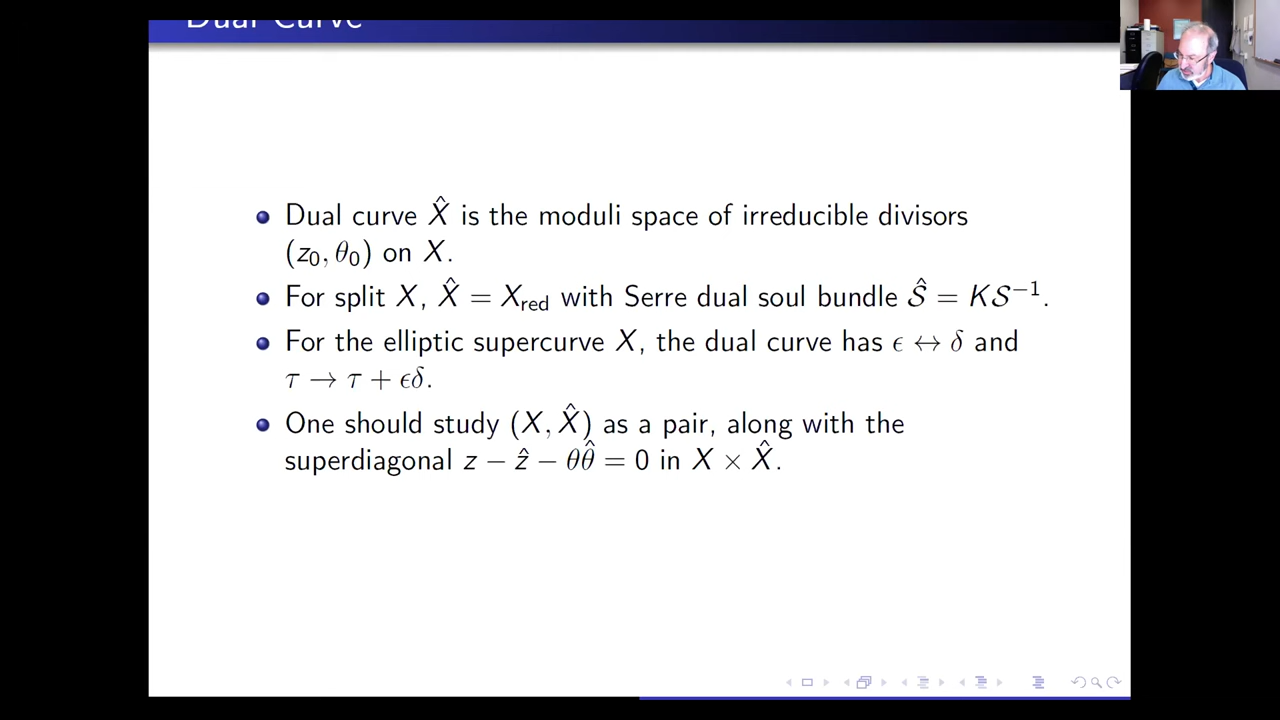 Dual Curve
Dual curve X̂ is the moduli space of irreducible divisors
(z₀, θ₀) on X.
For split X, X̂ = X_red with Serre dual soul bundle 𝒮̂ = K𝒮⁻¹.
For the elliptic supercurve X, the dual curve has ϵ ↔ δ and
τ → τ + ϵδ.
One should study (X, X̂) as a pair, along with the
superdiagonal z − ẑ − θθ̂ = 0 in X × X̂.